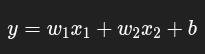 y = w₁x₁ + w₂x₂ + b